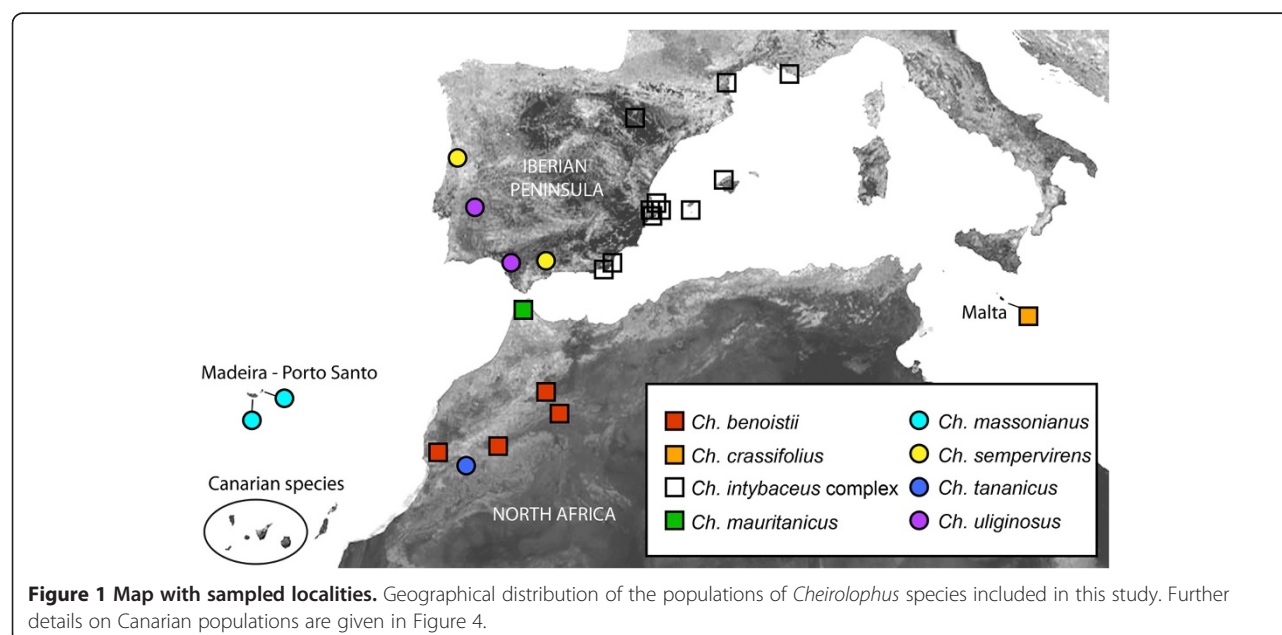 IBERIAN
PENINSULA
Malta
Madeira - Porto Santo
Canarian species
NORTH AFRICA
Ch. benoistii
Ch. crassifolius
Ch. intybaceus complex
Ch. mauritanicus
Ch. massonianus
Ch. sempervirens
Ch. tananicus
Ch. uliginosus
Figure 1 Map with sampled localities. Geographical distribution of the populations of Cheirolophus species included in this study. Further
details on Canarian populations are given in Figure 4.